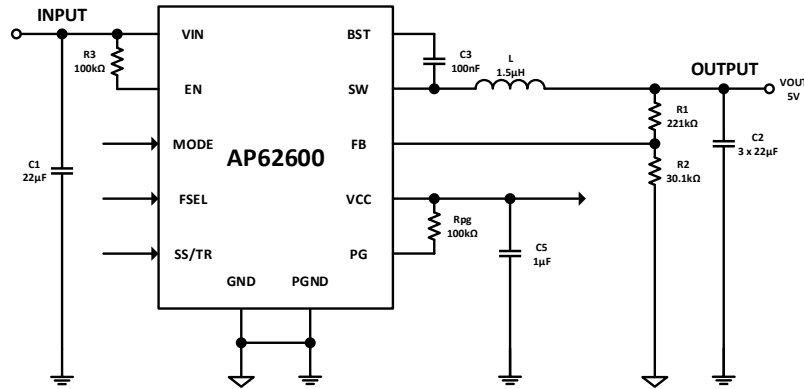 INPUT
OUTPUT
VIN
EN
MODE
FSEL
SS/TR
GND
PGND
BST
SW
FB
VCC
PG
AP62600
R3
100kΩ
C1
22μF
C3
100nF
L
1.5μH
R1
221kΩ
R2
30.1kΩ
C2
3 x 22μF
VOUT
5V
Rpg
100kΩ
C5
1μF